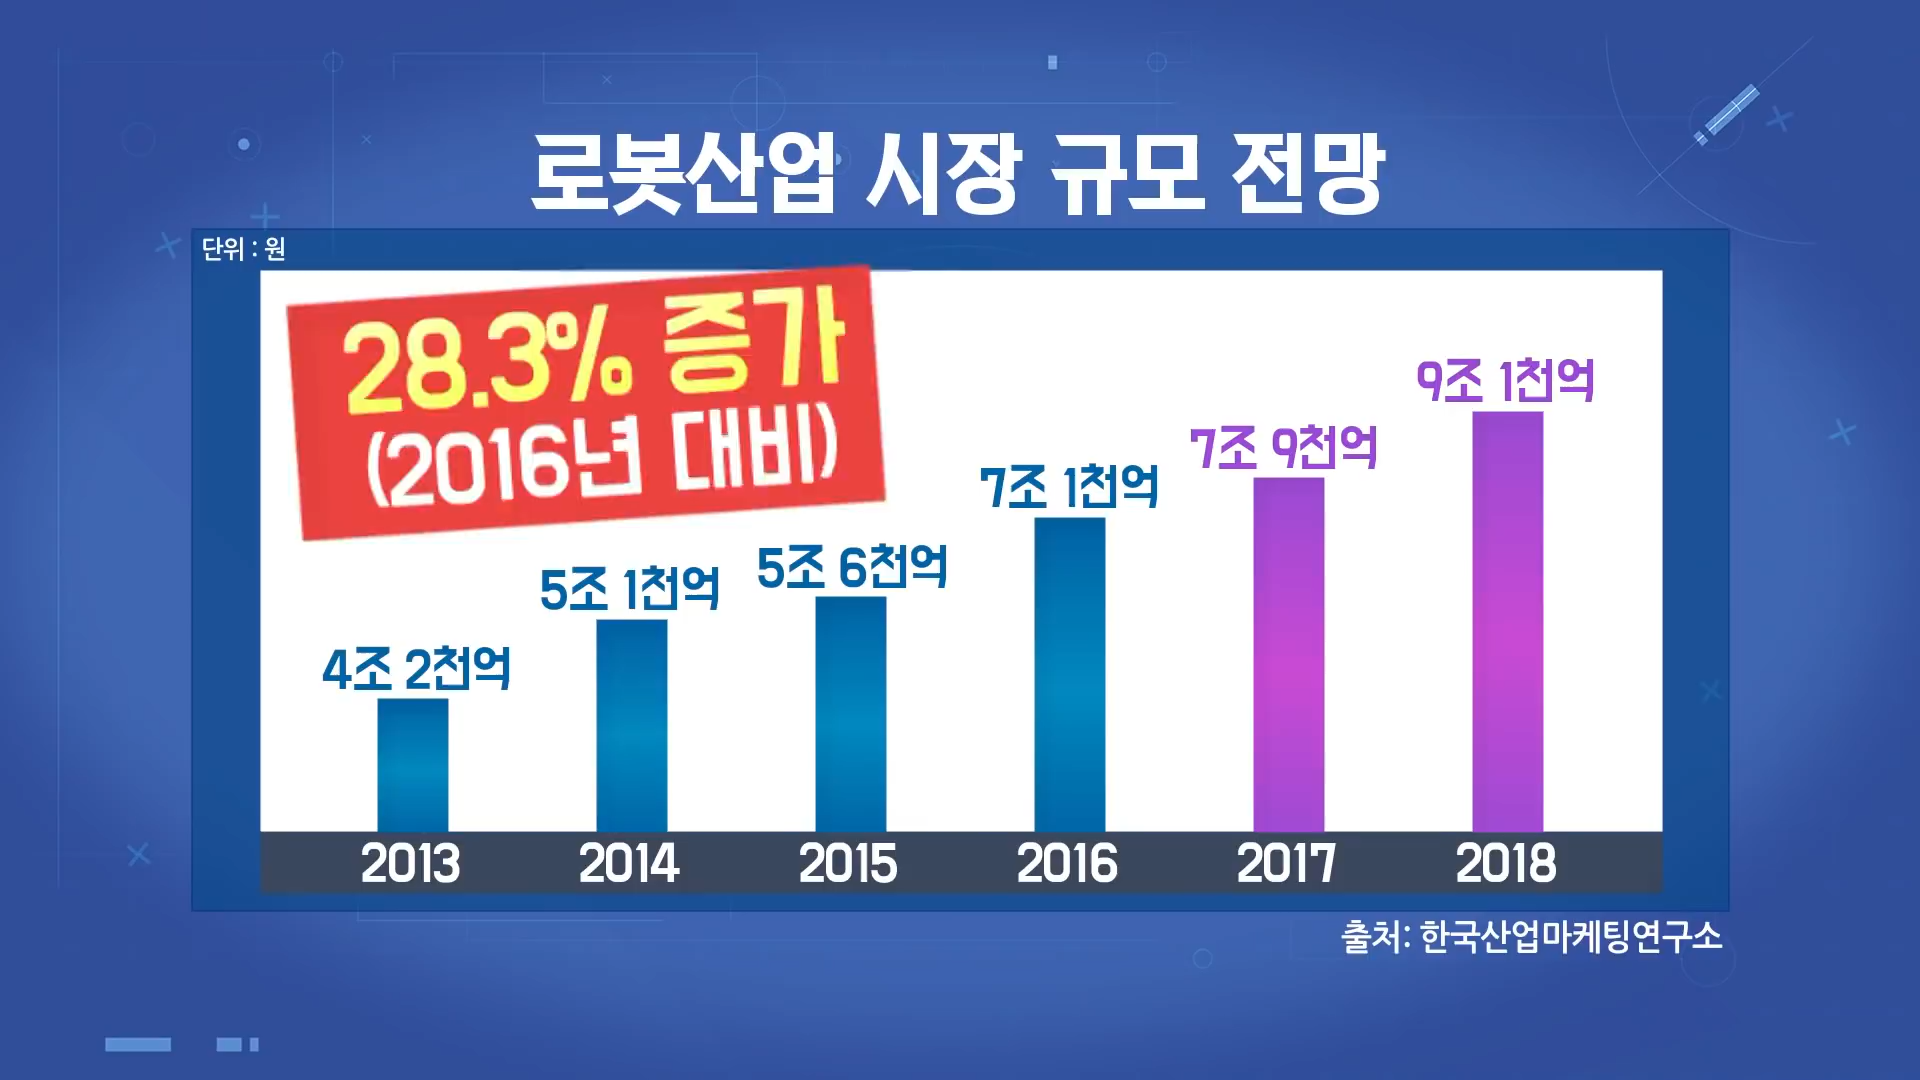 로봇산업 시장 규모 전망
단위 : 원
28.3% 증가
(2016년 대비)
4조 2천억
5조 1천억
5조 6천억
7조 1천억
7조 9천억
9조 1천억
2013 2014 2015 2016 2017 2018
출처: 한국산업마케팅연구소